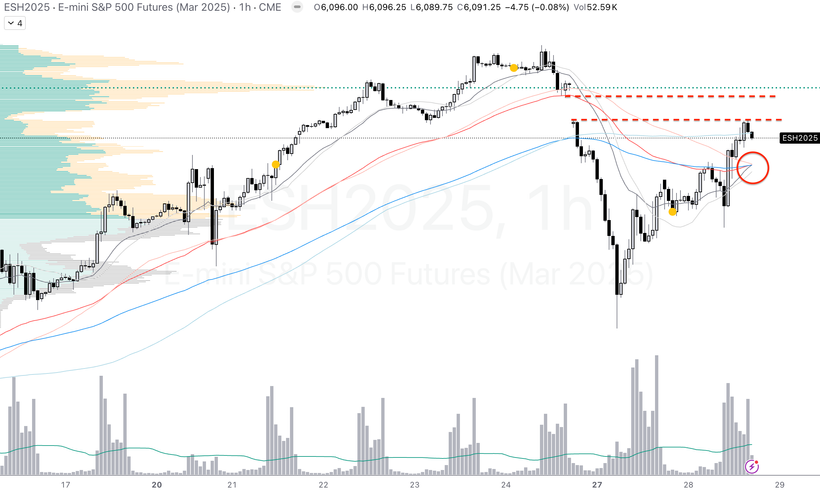 ESH2025 · E-mini S&P 500 Futures (Mar 2025) · 1h · CME O6,096.00 H6,096.25 L6,089.75 C6,091.25 −4.75 (−0.08%) Vol52.59K
4
ESH2025, 1h
E-mini S&P 500 Futures (Mar 2025)
ESH2025
17 20 21 22 23 24 27 28 29